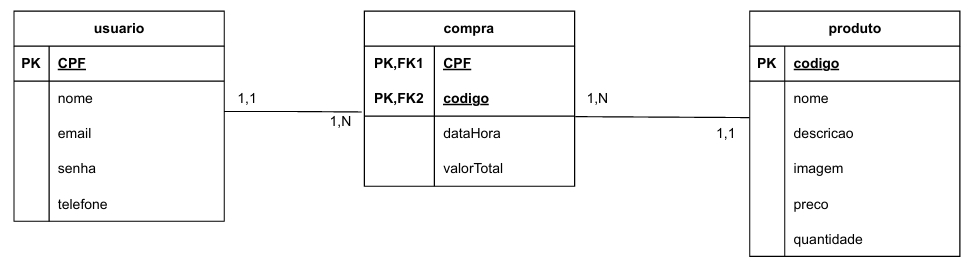 usuario
PK CPF
nome
email
senha
telefone
1,1
1,N
compra
PK,FK1 CPF
PK,FK2 codigo
dataHora
valorTotal
1,N
1,1
produto
PK codigo
nome
descricao
imagem
preco
quantidade